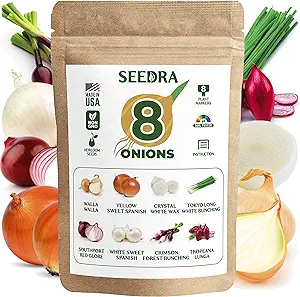 SEEDRA
MADE IN
USA
8
PLANT
MARKERS
NON
GMO
8
ONIONS
HEIRLOOM
SEEDS
INSTRUCTION
WALLA
WALLA
YELLOW
SWEET SPANISH
CRYSTAL
WHITE WAX
TOKYO LONG
WHITE BUNCHING
SOUTHPORT
RED GLOBE
WHITE SWEET
SPANISH
CRIMSON
FOREST BUNCHING
TROPEANA
LUNGA